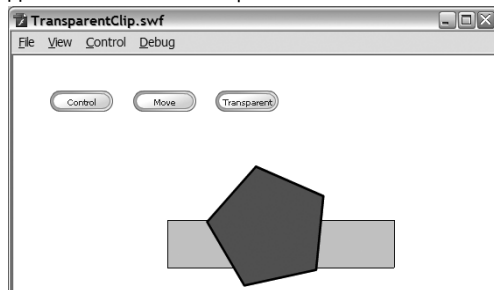 TransparentClip.swf
File View Control Debug
Control Move Transparent